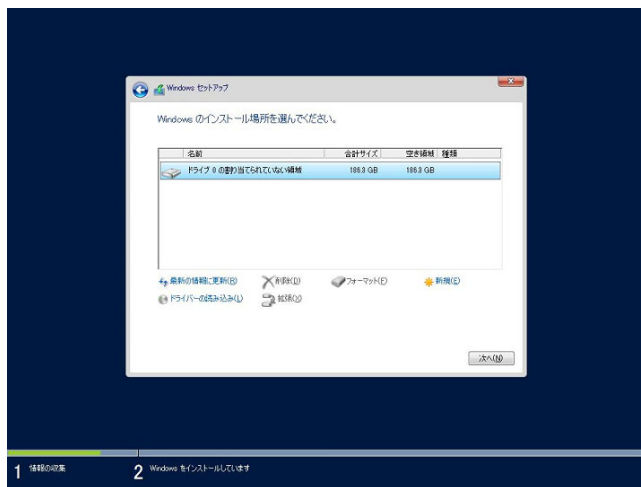 Windows セットアップ
Windows のインストール場所を選んでください。
名前 合計サイズ 空き領域 種類
ドライブ 0 の割り当てられていない領域 186.3 GB 186.3 GB
最新の情報に更新(R) 削除(D) フォーマット(F) 新規(E)
ドライバーの読み込み(L) 拡張(X)
次へ(N)
1 情報の収集 2 Windows をインストールしています